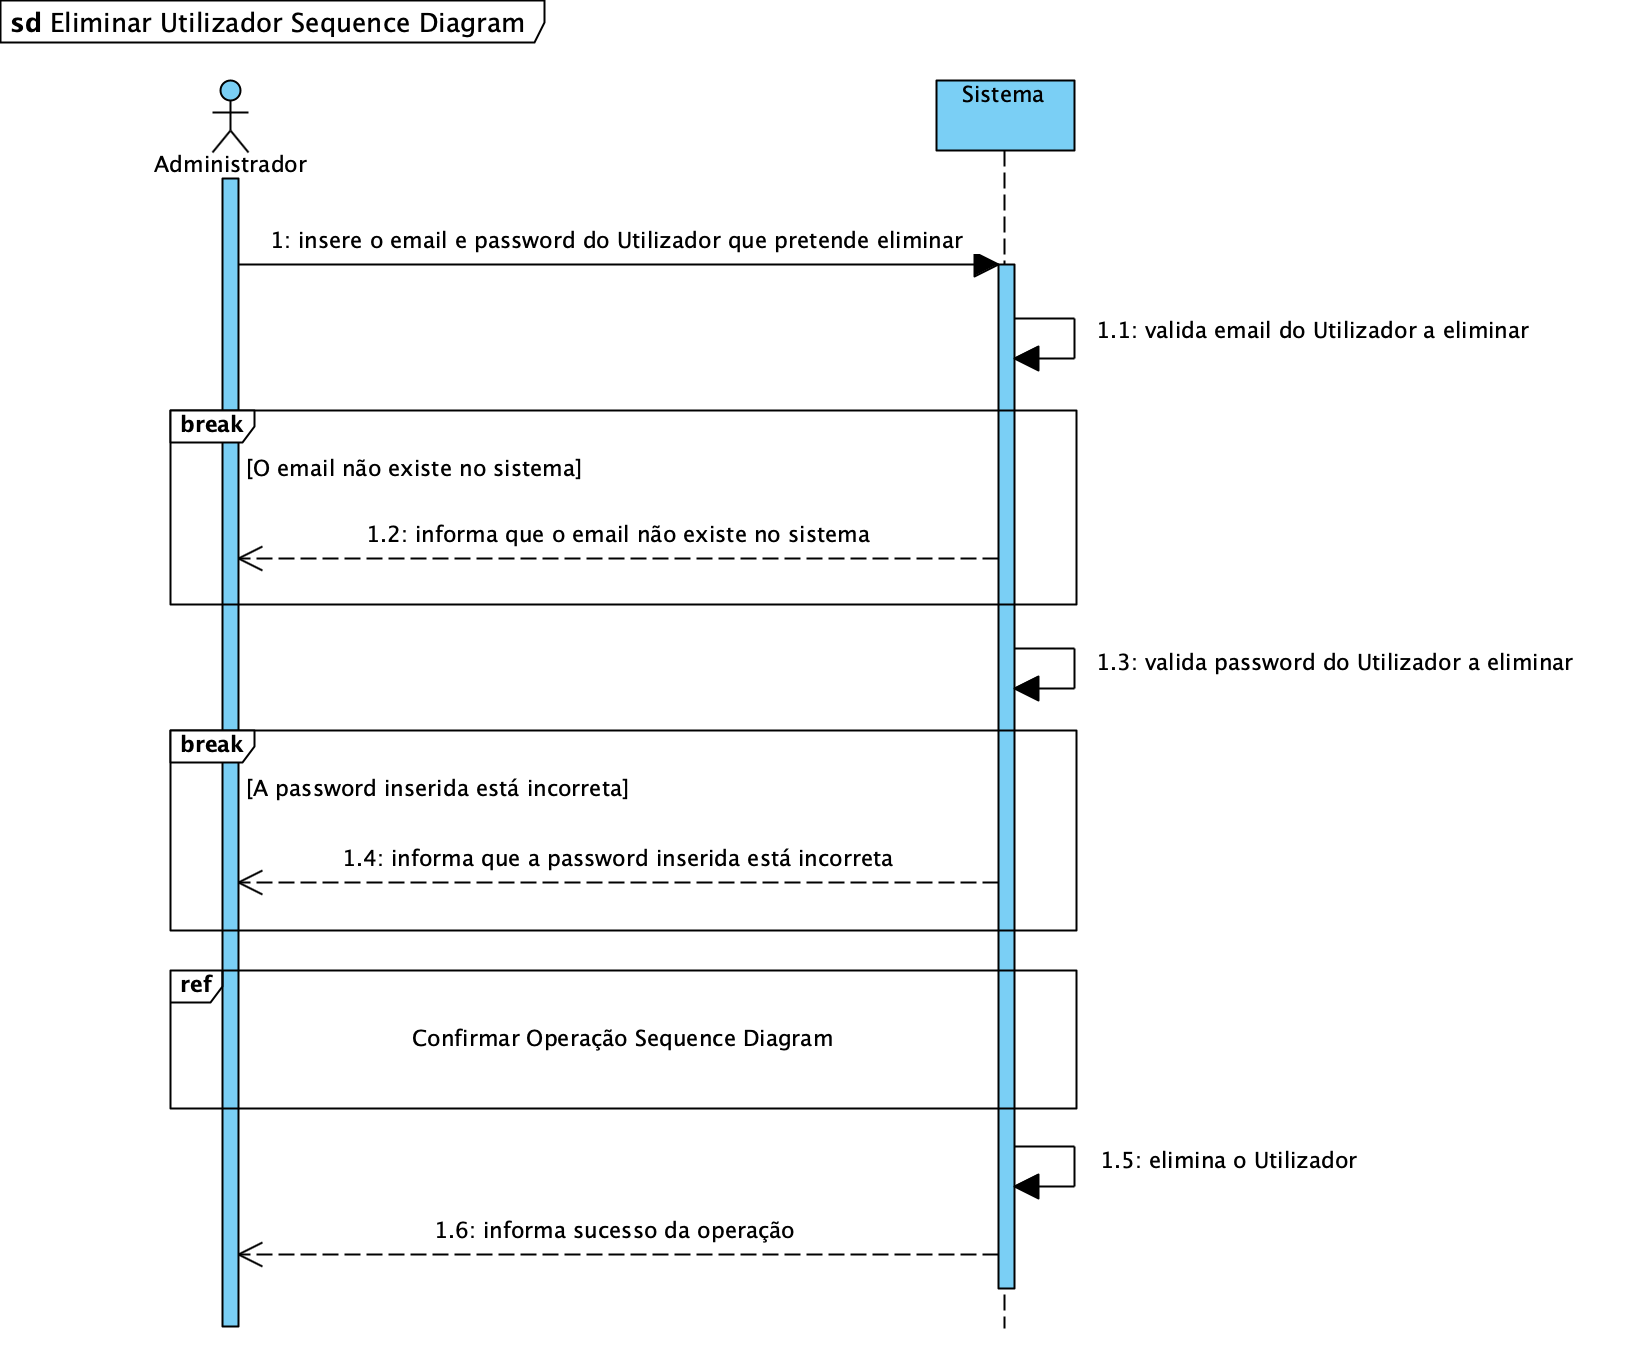 sd Eliminar Utilizador Sequence Diagram
Sistema
Administrador
1: insere o email e password do Utilizador que pretende eliminar
1.1: valida email do Utilizador a eliminar
break
[O email não existe no sistema]
1.2: informa que o email não existe no sistema
1.3: valida password do Utilizador a eliminar
break
[A password inserida está incorreta]
1.4: informa que a password inserida está incorreta
ref
Confirmar Operação Sequence Diagram
1.5: elimina o Utilizador
1.6: informa sucesso da operação